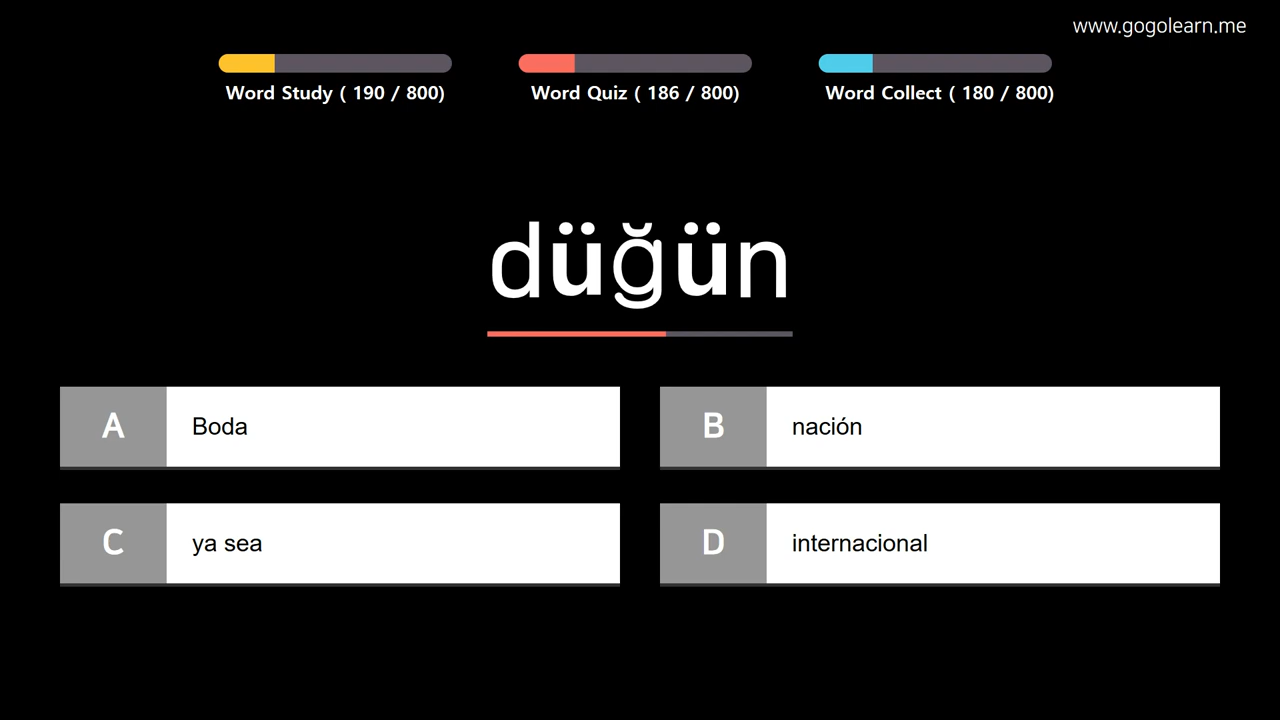 www.gogolearn.me
Word Study ( 190 / 800)
Word Quiz ( 186 / 800)
Word Collect ( 180 / 800)
düğün
A Boda
B nación
C ya sea
D internacional